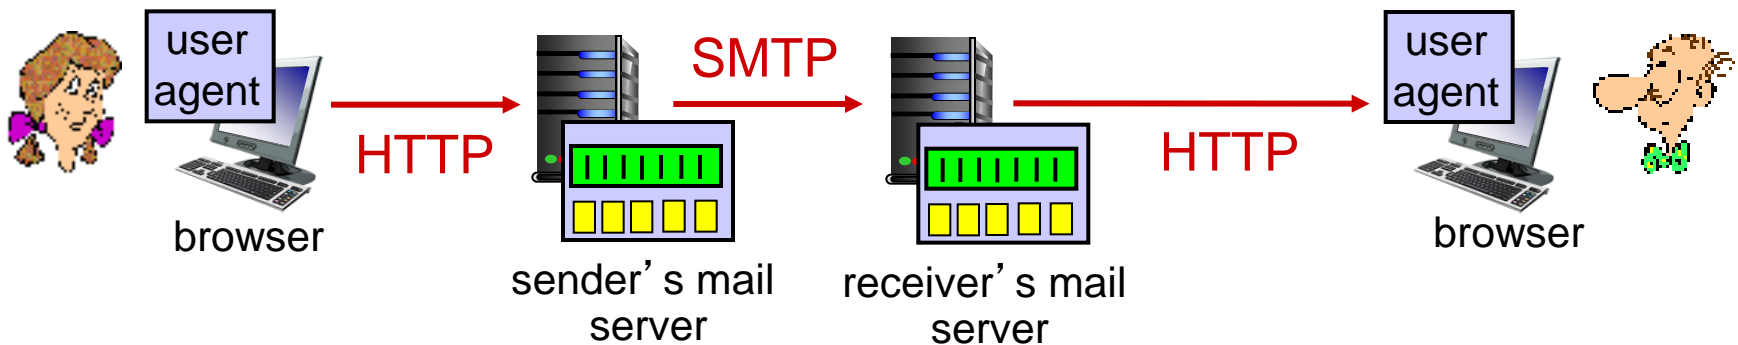 user
agent
browser
HTTP
sender’s mail
server
SMTP
receiver’s mail
server
HTTP
user
agent
browser